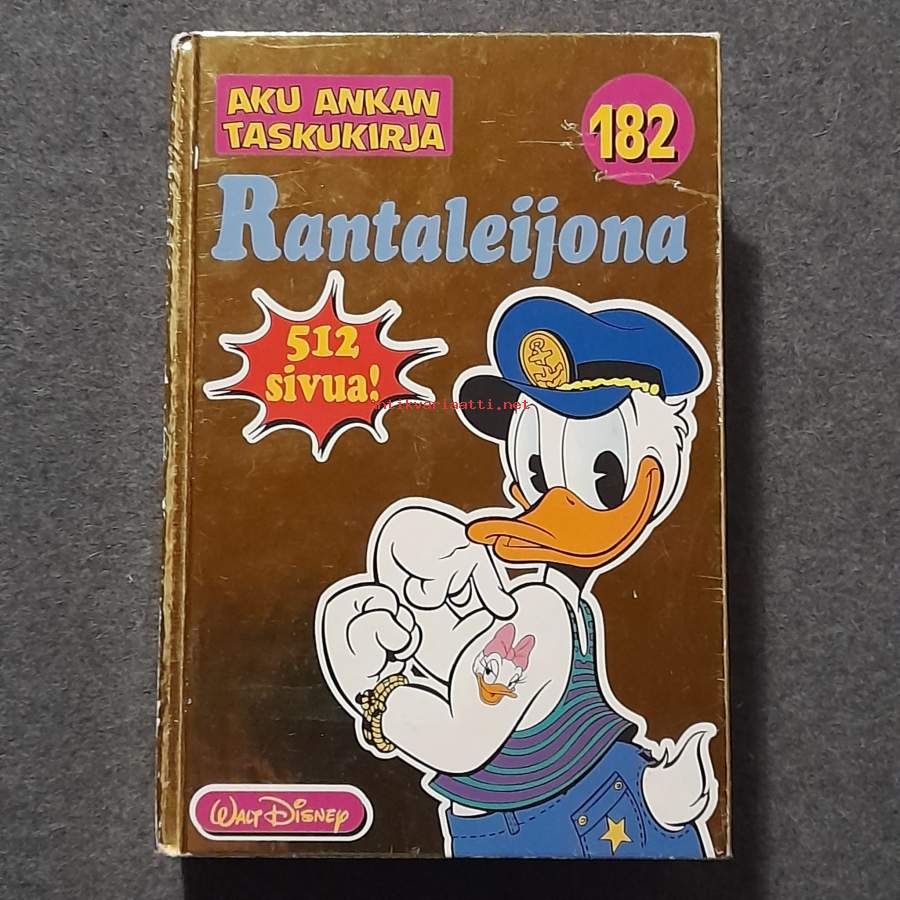 AKU ANKAN
TASKUKIRJA
182
Rantaleijona
512
sivua!
antikvariaatti.net
WALT DISNEY